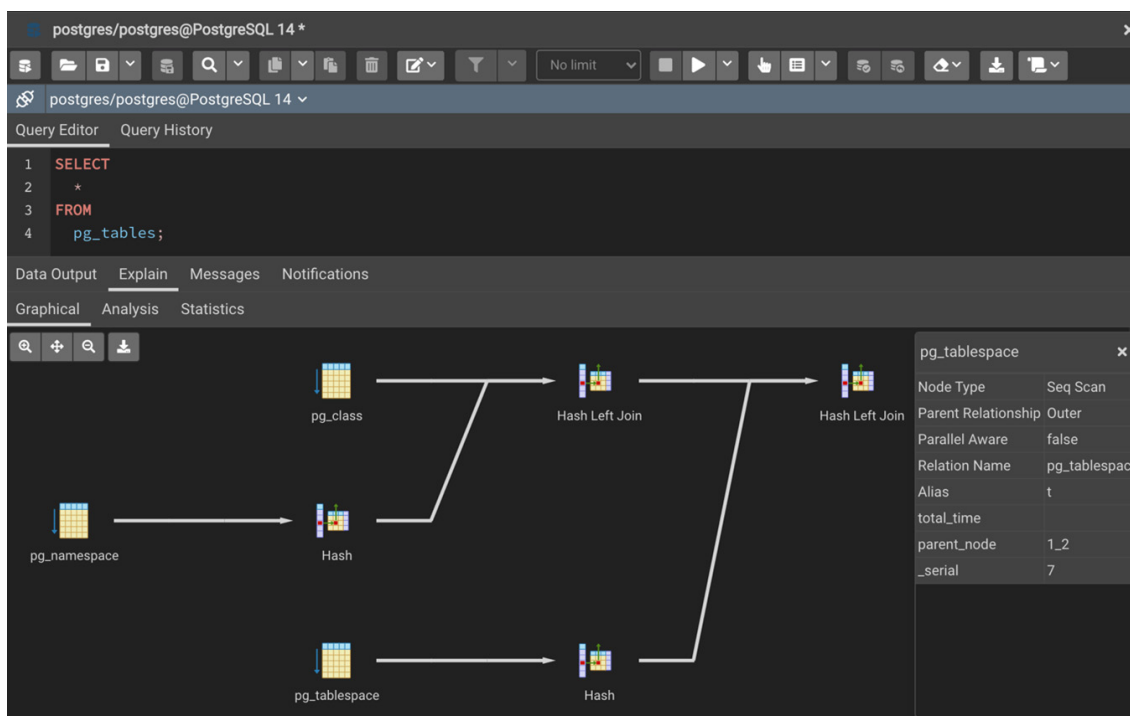 postgres/postgres@PostgreSQL 14 *
No limit
postgres/postgres@PostgreSQL 14
Query Editor Query History
1 SELECT
2 *
3 FROM
4 pg_tables;
Data Output Explain Messages Notifications
Graphical Analysis Statistics
pg_class
Hash Left Join
Hash Left Join
pg_namespace
Hash
pg_tablespace
Hash
pg_tablespace
Node Type Seq Scan
Parent Relationship Outer
Parallel Aware false
Relation Name pg_tablespac
Alias t
total_time
parent_node 1_2
_serial 7